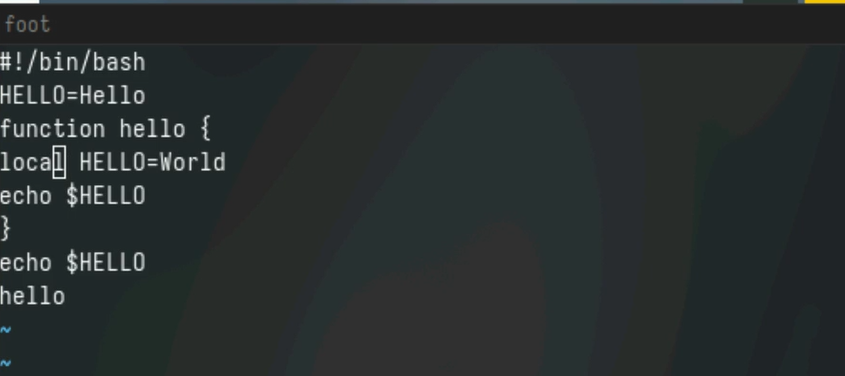 foot
#!/bin/bash
HELLO=Hello
function hello {
local HELLO=World
echo $HELLO
}
echo $HELLO
hello
~
~